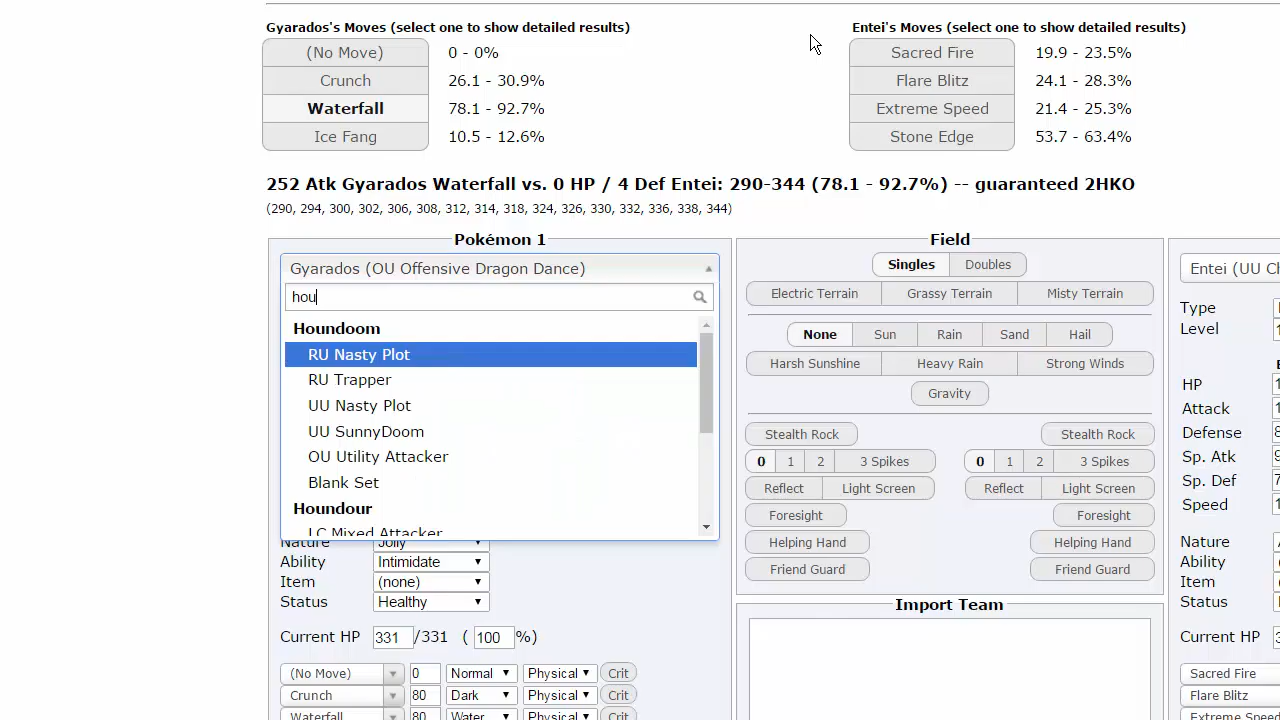 Gyarados's Moves (select one to show detailed results)
(No Move) 0 - 0%
Crunch 26.1 - 30.9%
Waterfall 78.1 - 92.7%
Ice Fang 10.5 - 12.6%
Entei's Moves (select one to show detailed results)
Sacred Fire 19.9 - 23.5%
Flare Blitz 24.1 - 28.3%
Extreme Speed 21.4 - 25.3%
Stone Edge 53.7 - 63.4%
252 Atk Gyarados Waterfall vs. 0 HP / 4 Def Entei: 290-344 (78.1 - 92.7%) -- guaranteed 2HKO
(290, 294, 300, 302, 306, 308, 312, 314, 318, 324, 326, 330, 332, 336, 338, 344)
Pokémon 1
Gyarados (OU Offensive Dragon Dance)
hou
Houndoom
RU Nasty Plot
RU Trapper
UU Nasty Plot
UU SunnyDoom
OU Utility Attacker
Blank Set
Houndour
LC Mixed Attacker
Nature Jolly
Ability Intimidate
Item (none)
Status Healthy
Current HP 331 /331 ( 100 %)
(No Move) 0 Normal Physical Crit
Crunch 80 Dark Physical Crit
Waterfall 80 Water Physical Crit
Field
Singles Doubles
Electric Terrain Grassy Terrain Misty Terrain
None Sun Rain Sand Hail
Harsh Sunshine Heavy Rain Strong Winds
Gravity
Stealth Rock Stealth Rock
0 1 2 3 Spikes 0 1 2 3 Spikes
Reflect Light Screen Reflect Light Screen
Foresight Foresight
Helping Hand Helping Hand
Friend Guard Friend Guard
Import Team
Entei (UU Ch
Type
Level
HP
Attack
Defense
Sp. Atk
Sp. Def
Speed
Nature
Ability
Item
Status
Current HP
Sacred Fire
Flare Blitz
Extreme Speed